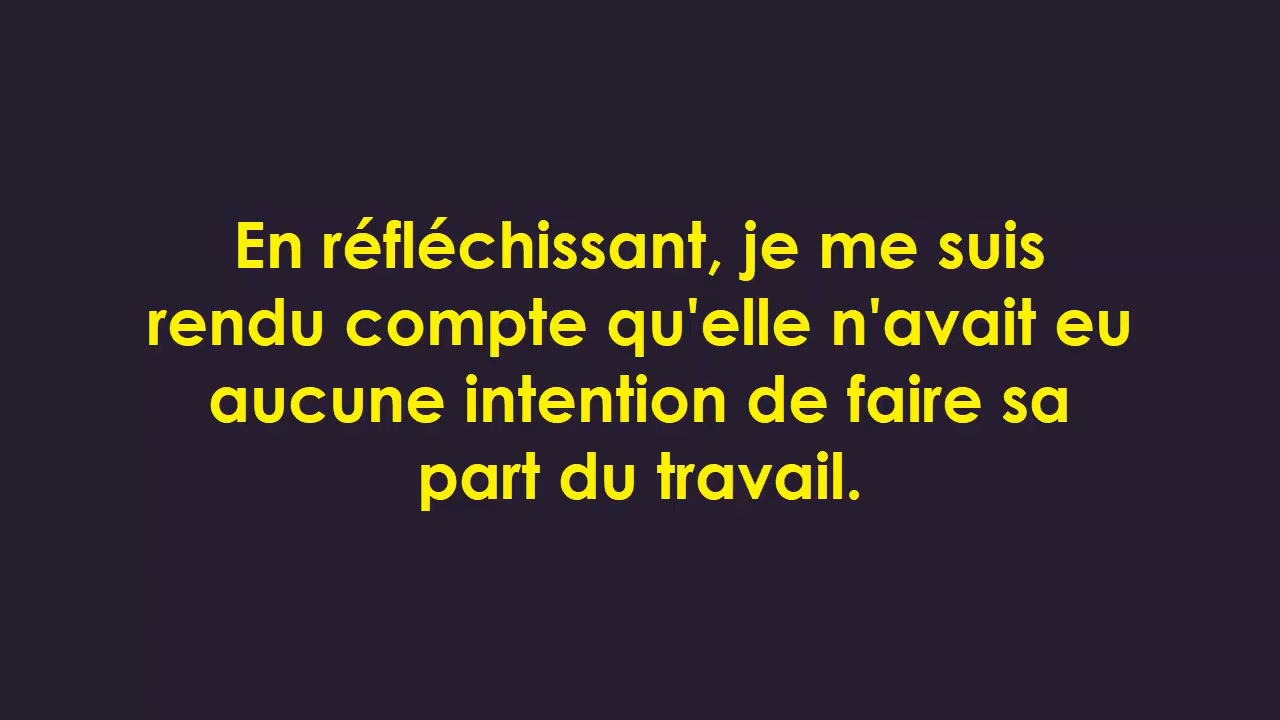 En réfléchissant, je me suis
rendu compte qu'elle n'avait eu
aucune intention de faire sa
part du travail.